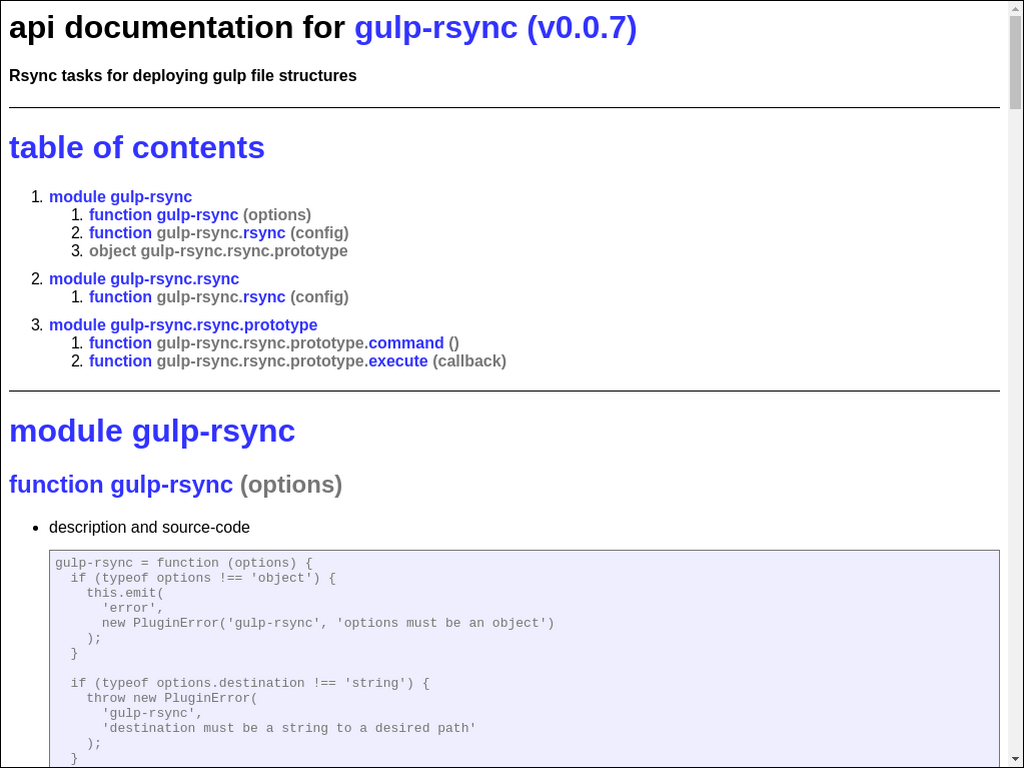 api documentation for gulp-rsync (v0.0.7)
Rsync tasks for deploying gulp file structures
table of contents
1. module gulp-rsync
1. function gulp-rsync (options)
2. function gulp-rsync.rsync (config)
3. object gulp-rsync.rsync.prototype
2. module gulp-rsync.rsync
1. function gulp-rsync.rsync (config)
3. module gulp-rsync.rsync.prototype
1. function gulp-rsync.rsync.prototype.command ()
2. function gulp-rsync.rsync.prototype.execute (callback)
module gulp-rsync
function gulp-rsync (options)
• description and source-code
gulp-rsync = function (options) {
  if (typeof options !== 'object') {
    this.emit(
      'error',
      new PluginError('gulp-rsync', 'options must be an object')
    );
  }
  if (typeof options.destination !== 'string') {
    throw new PluginError(
      'gulp-rsync',
      'destination must be a string to a desired path'
    );
  }